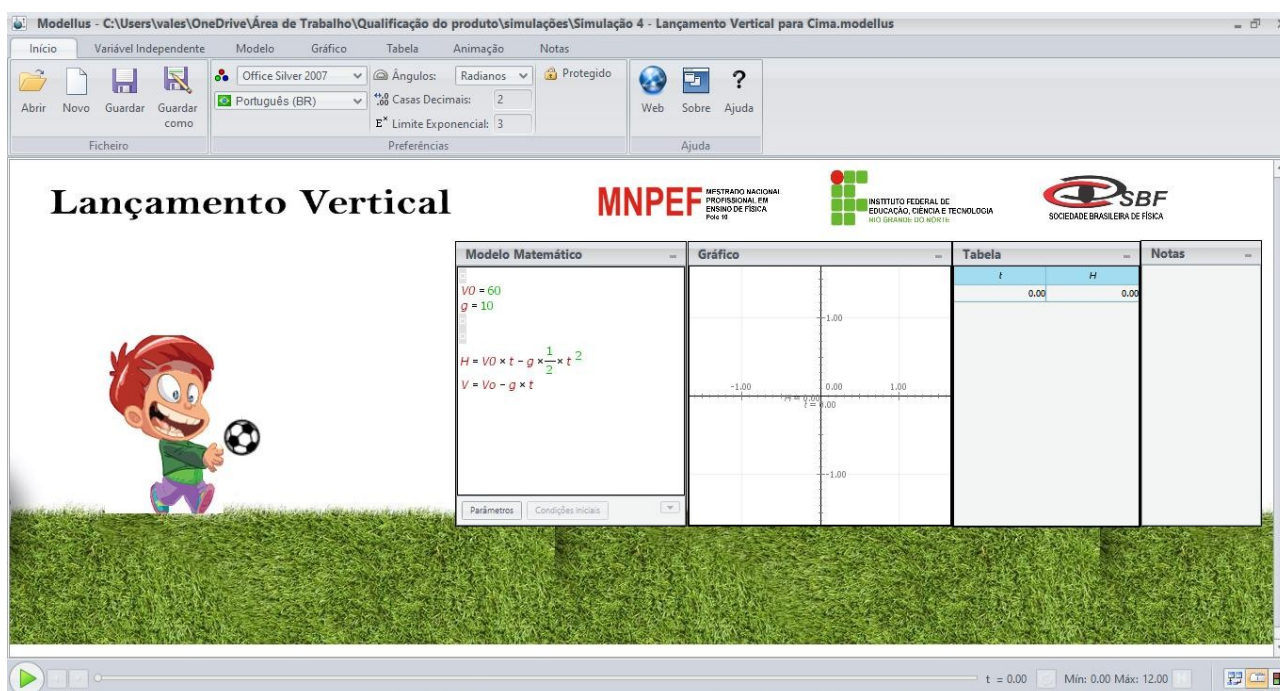 Modellus - C:\Users\vales\OneDrive\Área de Trabalho\Qualificação do produto\simulações\Simulação 4 - Lançamento Vertical para Cima.modellus
Início Variável Independente Modelo Gráfico Tabela Animação Notas
Office Silver 2007 Ângulos: Radianos Protegido
Português (BR) Casas Decimais: 2
Abrir Novo Guardar Guardar como Limite Exponencial: 3 Web Sobre Ajuda
Ficheiro Preferências Ajuda
Lançamento Vertical
MNPEF
MESTRADO NACIONAL
PROFISSIONAL EM
ENSINO DE FÍSICA
Polo 10
INSTITUTO FEDERAL DE
EDUCAÇÃO, CIÊNCIA E TECNOLOGIA
RIO GRANDE DO NORTE
SBF
SOCIEDADE BRASILEIRA DE FÍSICA
Modelo Matemático
V0 = 60
g = 10
H = V0 × t − g × 1/2 × t 2
V = Vo − g × t
Parâmetros Condições Iniciais
Gráfico
1.00
-1.00 0.00 1.00
H = 0.00
t = 0.00
-1.00
Tabela
t H
0.00 0.00
Notas
t = 0.00 Mín: 0.00 Máx: 12.00